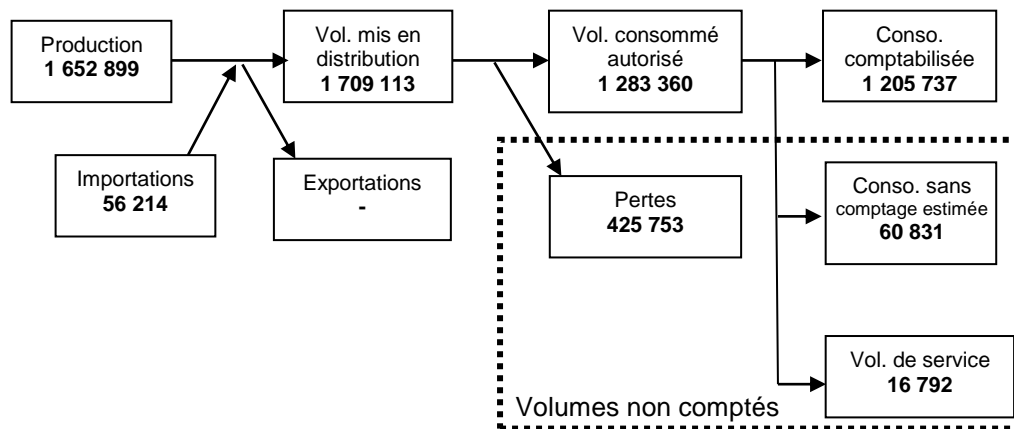 Production
1 652 899
Vol. mis en
distribution
1 709 113
Vol. consommé
autorisé
1 283 360
Conso.
comptabilisée
1 205 737
Importations
56 214
Exportations
-
Pertes
425 753
Conso. sans
comptage estimée
60 831
Vol. de service
16 792
Volumes non comptés